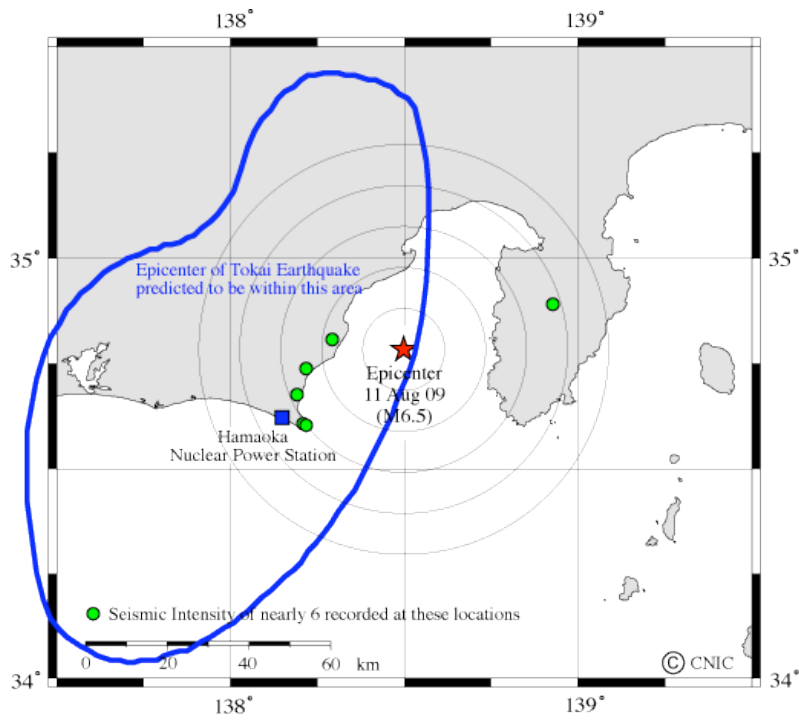 138°
139°
35°
35°
Epicenter of Tokai Earthquake
predicted to be within this area
Epicenter
11 Aug 09
(M6.5)
Hamaoka
Nuclear Power Station
Seismic Intensity of nearly 6 recorded at these locations
0 20 40 60 km
© CNIC
34°
34°
138°
139°